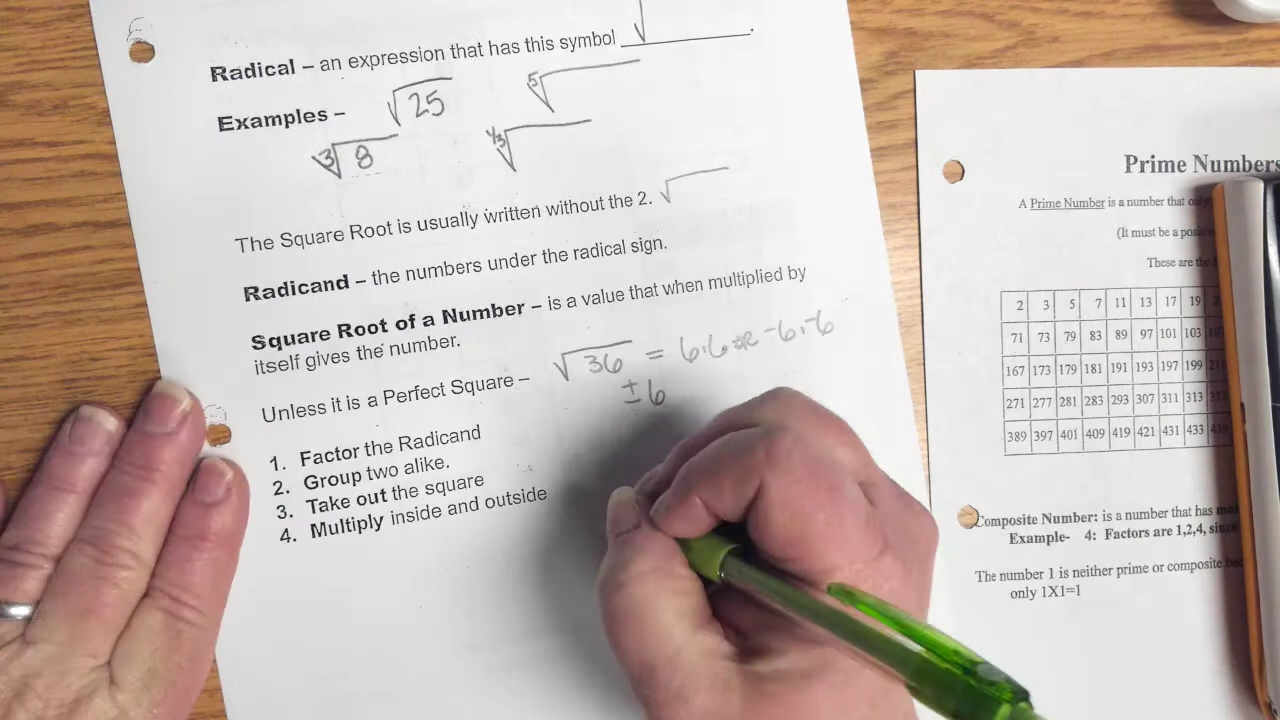 Radical – an expression that has this symbol √.
Examples – √25 ⁵√
³√8 ¹/³√
The Square Root is usually written without the 2. √
Radicand – the numbers under the radical sign.
Square Root of a Number – is a value that when multiplied by
itself gives the number.
Unless it is a Perfect Square – √36 = 6·6 or -6·-6
±6
1. Factor the Radicand
2. Group two alike.
3. Take out the square
4. Multiply inside and outside
Prime Numbers
A Prime Number is a number that
(It must be a
These are the
2 3 5 7 11 13 17 19
71 73 79 83 89 97 101 103
167 173 179 181 191 193 197 199
271 277 281 283 293 307 311 313
389 397 401 409 419 421 431 433
Composite Number: is a number that has
Example- 4: Factors are 1,2,4,
The number 1 is neither prime or composite
only 1X1=1